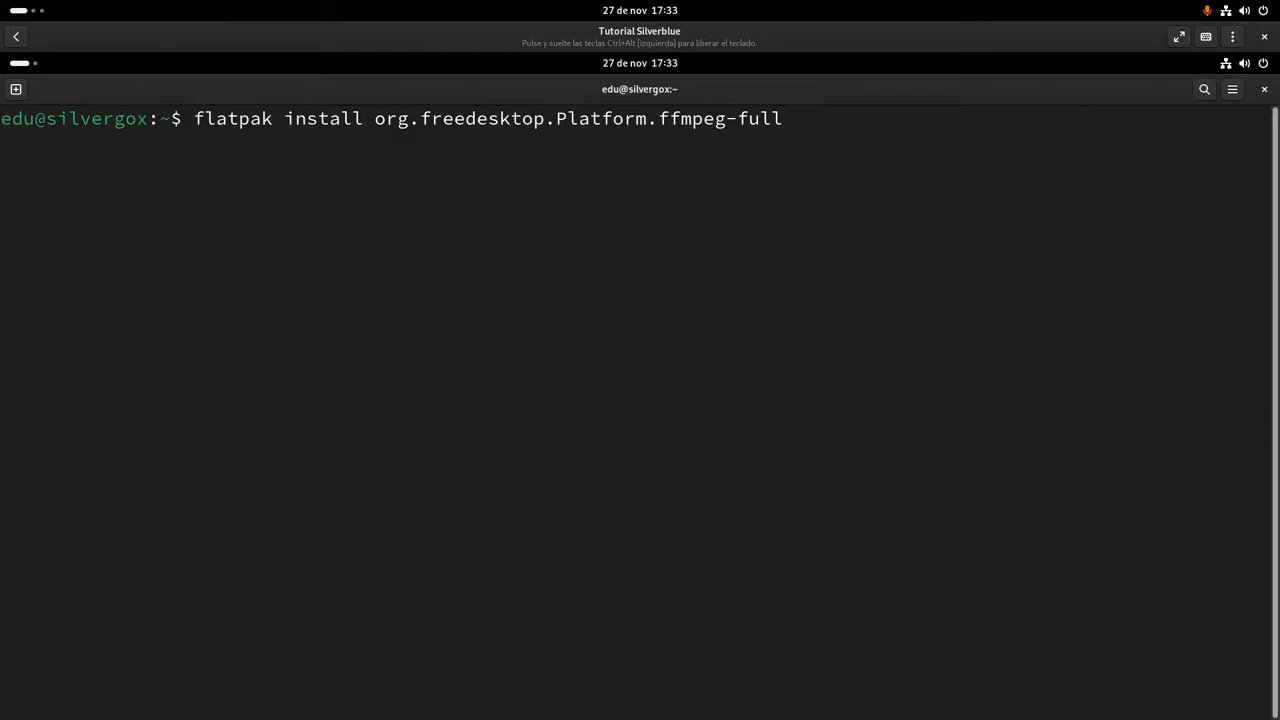 27 de nov 17:33
Tutorial Silverblue
Pulse y suelte las teclas Ctrl+Alt [izquierda] para liberar el teclado.
27 de nov 17:33
edu@silvergox:~
edu@silvergox:~$ flatpak install org.freedesktop.Platform.ffmpeg-full